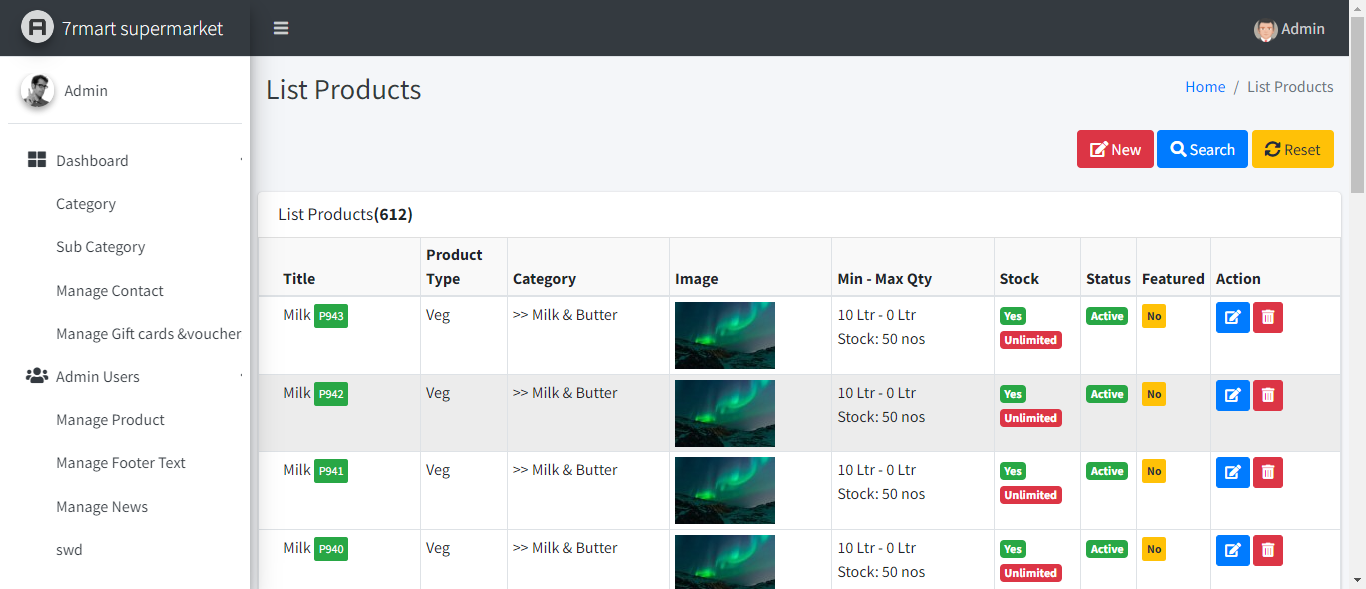 7rmart supermarket
Admin
Admin
List Products
Home / List Products
New Search Reset
Dashboard
Category
Sub Category
Manage Contact
Manage Gift cards &voucher
Admin Users
Manage Product
Manage Footer Text
Manage News
swd
List Products(612)
Title Product Type Category Image Min - Max Qty Stock Status Featured Action
Milk P943 Veg >> Milk & Butter 10 Ltr - 0 Ltr Yes Active No
Stock: 50 nos Unlimited
Milk P942 Veg >> Milk & Butter 10 Ltr - 0 Ltr Yes Active No
Stock: 50 nos Unlimited
Milk P941 Veg >> Milk & Butter 10 Ltr - 0 Ltr Yes Active No
Stock: 50 nos Unlimited
Milk P940 Veg >> Milk & Butter 10 Ltr - 0 Ltr Yes Active No
Stock: 50 nos Unlimited